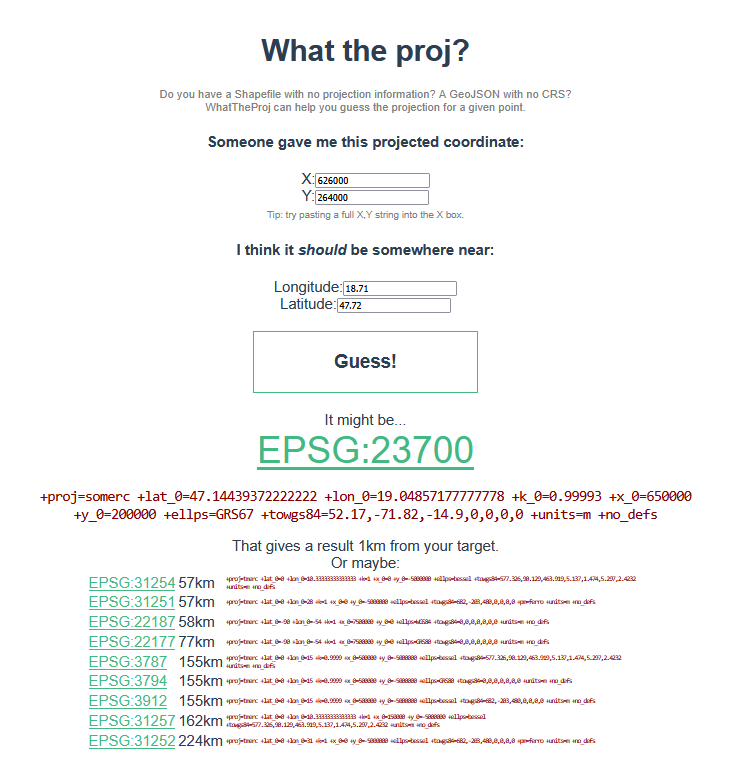 What the proj?
Do you have a Shapefile with no projection information? A GeoJSON with no CRS?
WhatTheProj can help you guess the projection for a given point.
Someone gave me this projected coordinate:
X: 626000
Y: 264000
Tip: try pasting a full X,Y string into the X box.
I think it should be somewhere near:
Longitude: 18.71
Latitude: 47.72
Guess!
It might be...
EPSG:23700
+proj=somerc +lat_0=47.14439372222222 +lon_0=19.04857177777778 +k_0=0.99993 +x_0=650000
+y_0=200000 +ellps=GRS67 +towgs84=52.17,-71.82,-14.9,0,0,0,0 +units=m +no_defs
That gives a result 1km from your target.
Or maybe:
EPSG:31254 57km +proj=tmerc +lat_0=0 +lon_0=10.33333333333333 +k=1 +x_0=0 +y_0=-5000000 +ellps=bessel +towgs84=577.326,90.129,463.919,5.137,1.474,5.297,2.4232
+units=m +no_defs
EPSG:31251 57km +proj=tmerc +lat_0=0 +lon_0=28 +k=1 +x_0=0 +y_0=-5000000 +ellps=bessel +towgs84=682,-203,480,0,0,0,0 +pm=ferro +units=m +no_defs
EPSG:22187 58km +proj=tmerc +lat_0=-90 +lon_0=-54 +k=1 +x_0=7500000 +y_0=0 +ellps=WGS84 +towgs84=0,0,0,0,0,0,0 +units=m +no_defs
EPSG:22177 77km +proj=tmerc +lat_0=-90 +lon_0=-54 +k=1 +x_0=7500000 +y_0=0 +ellps=GRS80 +towgs84=0,0,0,0,0,0,0 +units=m +no_defs
EPSG:3787 155km +proj=tmerc +lat_0=0 +lon_0=15 +k=0.9999 +x_0=500000 +y_0=-5000000 +ellps=bessel +towgs84=577.326,90.129,463.919,5.137,1.474,5.297,2.4232
+units=m +no_defs
EPSG:3794 155km +proj=tmerc +lat_0=0 +lon_0=15 +k=0.9999 +x_0=500000 +y_0=-5000000 +ellps=GRS80 +towgs84=0,0,0,0,0,0,0 +units=m +no_defs
EPSG:3912 155km +proj=tmerc +lat_0=0 +lon_0=15 +k=0.9999 +x_0=500000 +y_0=-5000000 +ellps=bessel +towgs84=682,-203,480,0,0,0,0 +units=m +no_defs
EPSG:31257 162km +proj=tmerc +lat_0=0 +lon_0=10.33333333333333 +k=1 +x_0=150000 +y_0=-5000000 +ellps=bessel
+towgs84=577.326,90.129,463.919,5.137,1.474,5.297,2.4232 +units=m +no_defs
EPSG:31252 224km +proj=tmerc +lat_0=0 +lon_0=31 +k=1 +x_0=0 +y_0=-5000000 +ellps=bessel +towgs84=682,-203,480,0,0,0,0 +pm=ferro +units=m +no_defs